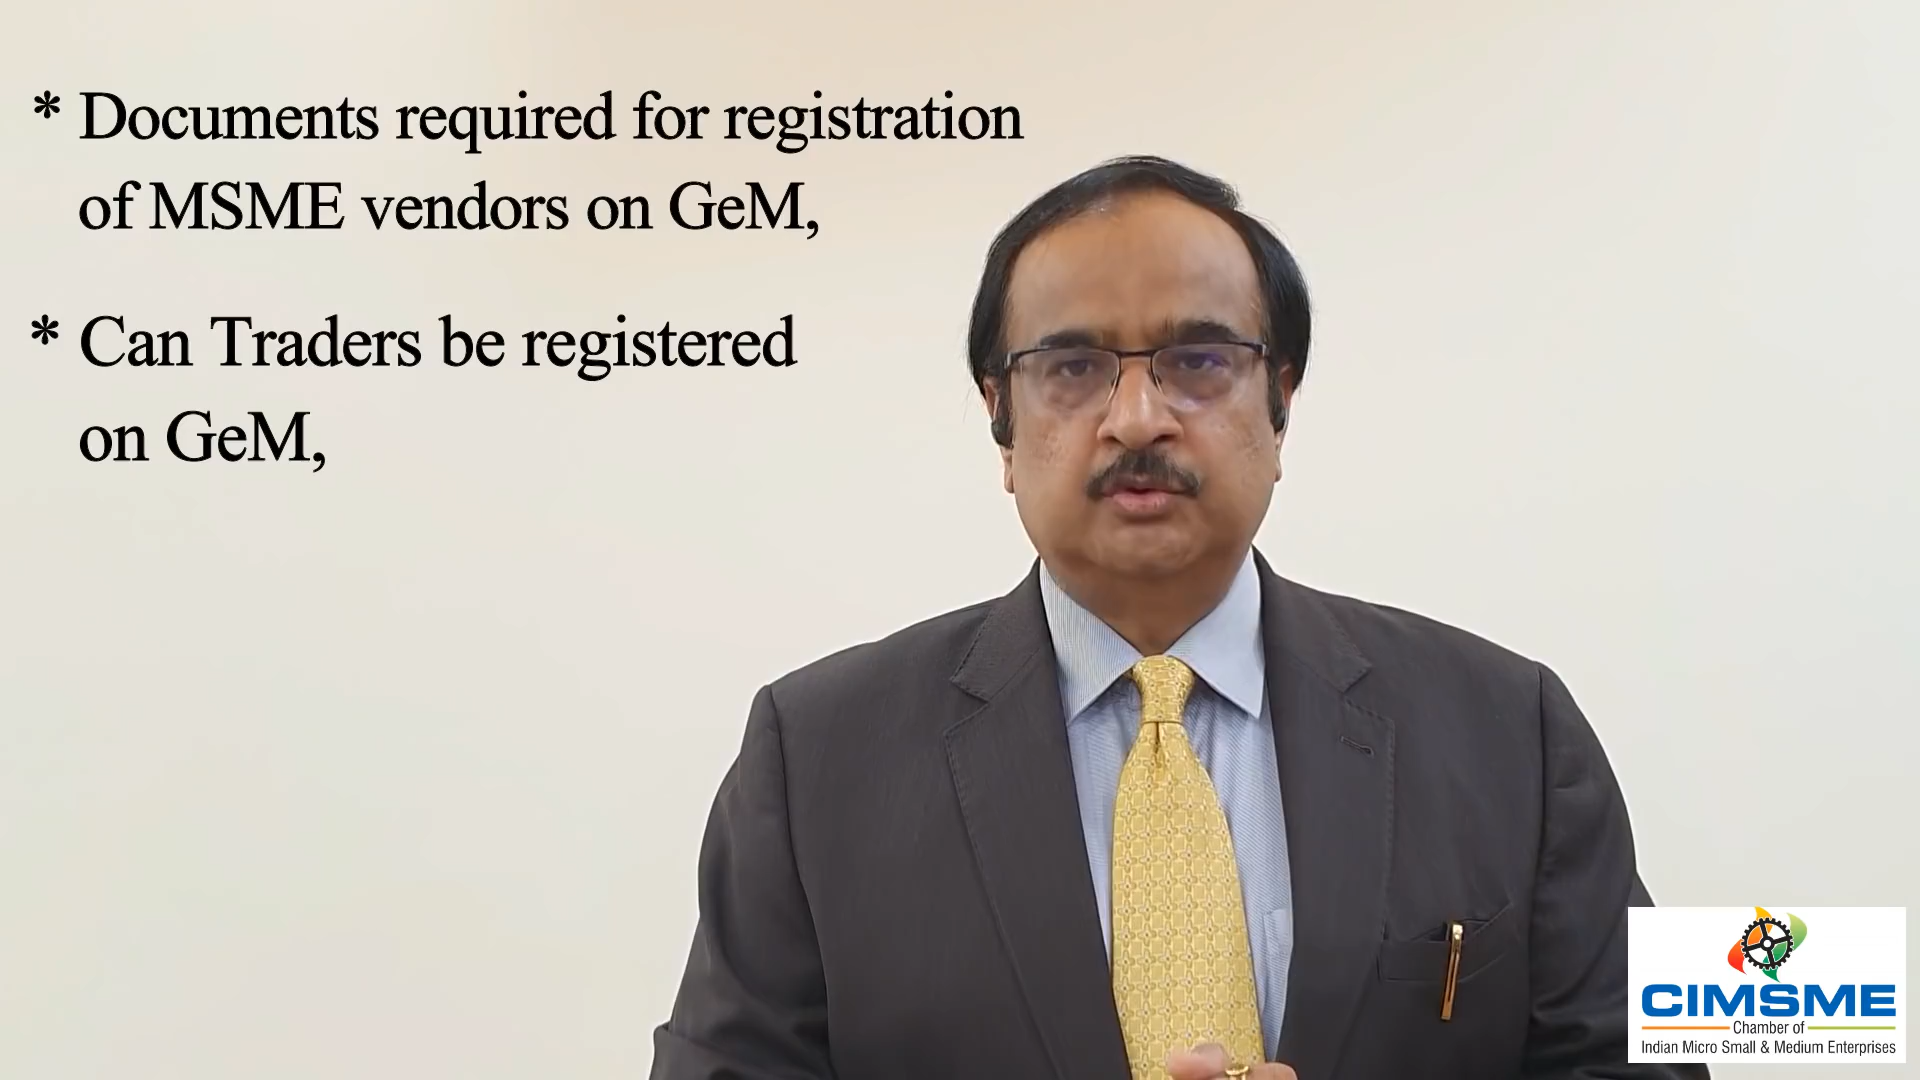 * Documents required for registration
of MSME vendors on GeM,
* Can Traders be registered
on GeM,
CIMSME
Chamber of
Indian Micro Small & Medium Enterprises